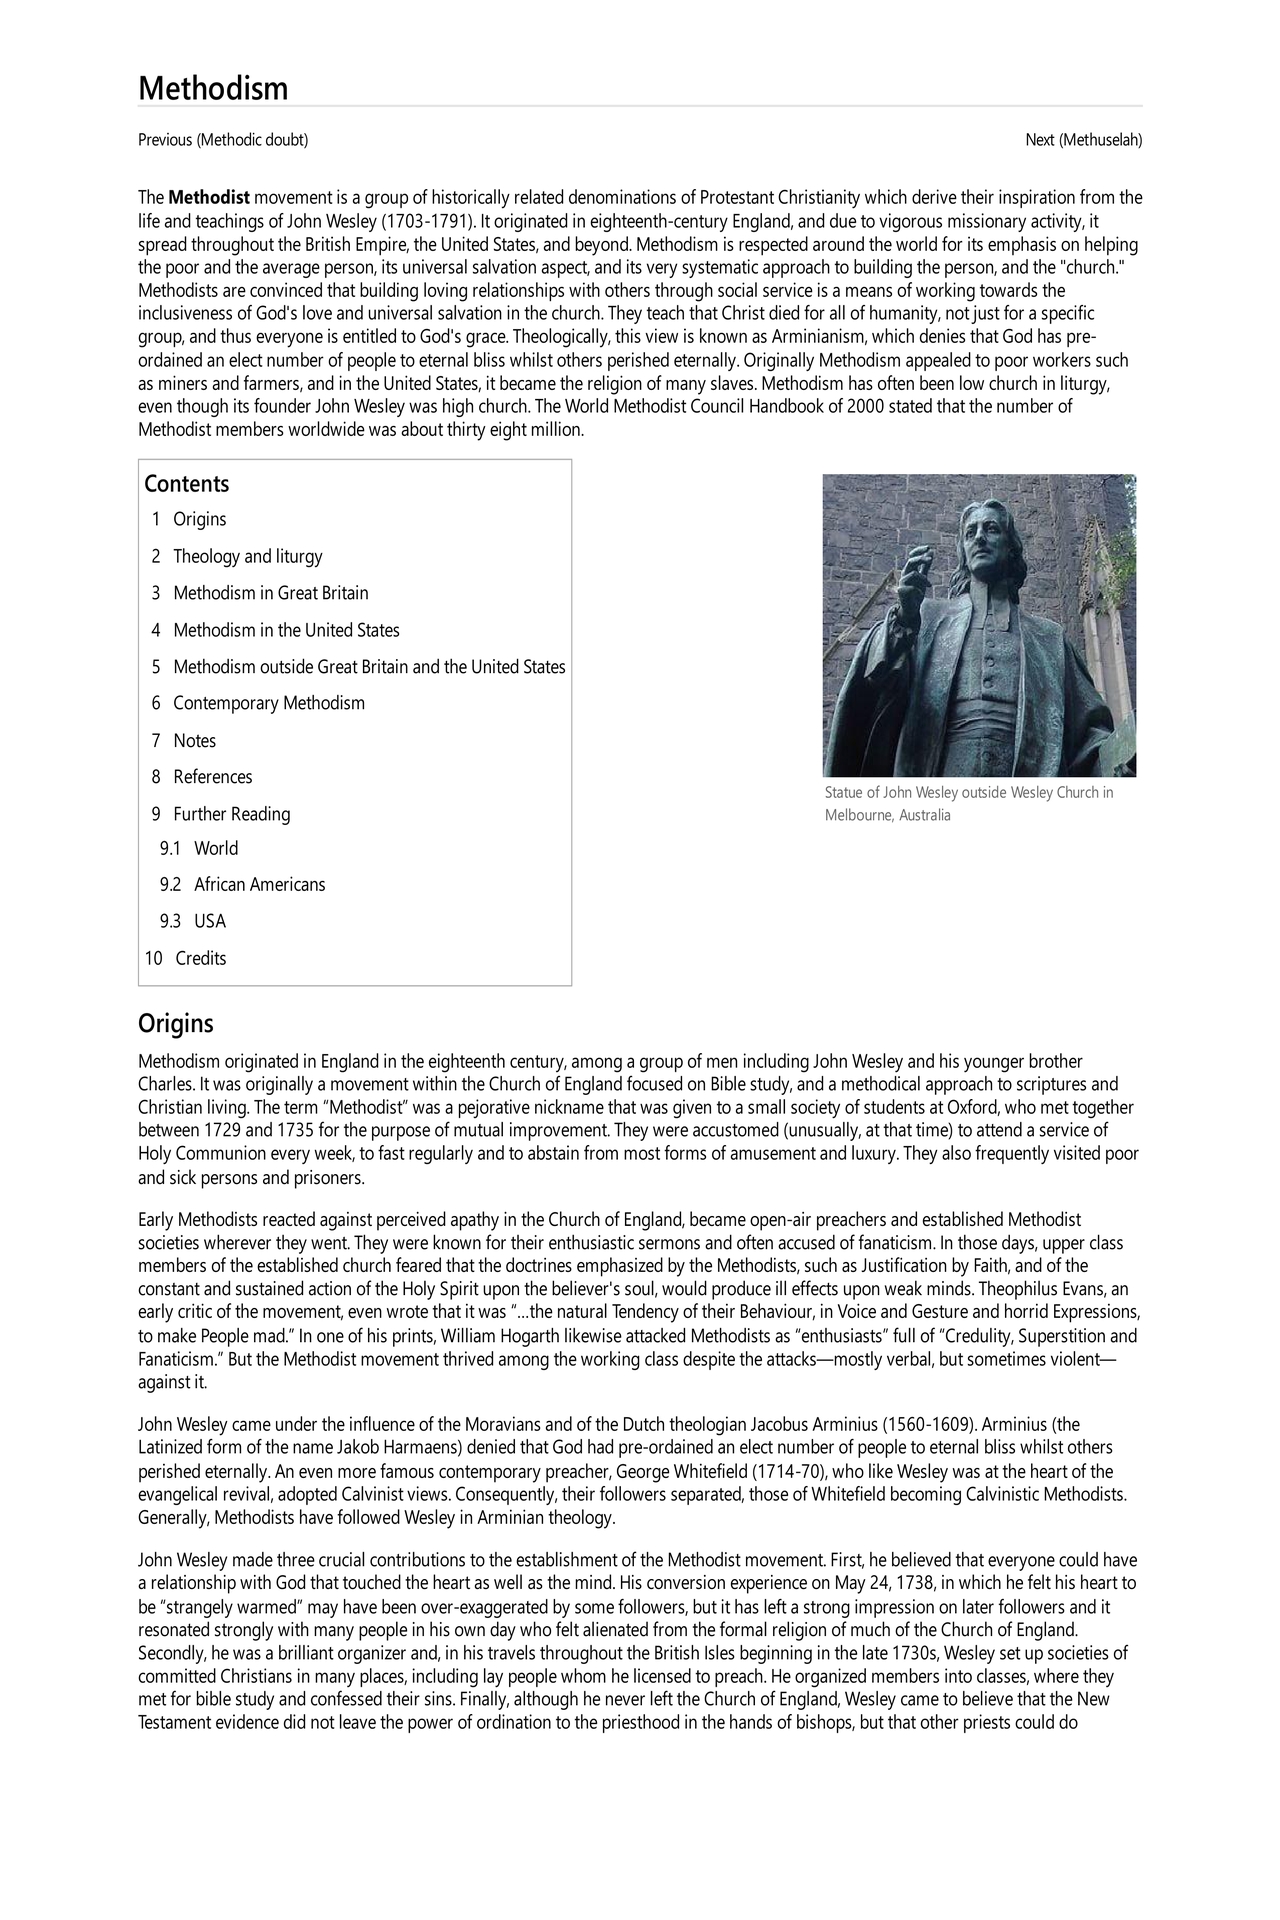 Methodism
Previous (Methodic doubt)
Next (Methuselah)
The Methodist movement is a group of historically related denominations of Protestant Christianity which derive their inspiration from the
life and teachings of John Wesley (1703-1791). It originated in eighteenth-century England, and due to vigorous missionary activity, it
spread throughout the British Empire, the United States, and beyond. Methodism is respected around the world for its emphasis on helping
the poor and the average person, its universal salvation aspect, and its very systematic approach to building the person, and the "church."
Methodists are convinced that building loving relationships with others through social service is a means of working towards the
inclusiveness of God's love and universal salvation in the church. They teach that Christ died for all of humanity, not just for a specific
group, and thus everyone is entitled to God's grace. Theologically, this view is known as Arminianism, which denies that God has pre-
ordained an elect number of people to eternal bliss whilst others perished eternally. Originally Methodism appealed to poor workers such
as miners and farmers, and in the United States, it became the religion of many slaves. Methodism has often been low church in liturgy,
even though its founder John Wesley was high church. The World Methodist Council Handbook of 2000 stated that the number of
Methodist members worldwide was about thirty eight million.
Contents
1 Origins
2 Theology and liturgy
3 Methodism in Great Britain
4 Methodism in the United States
5 Methodism outside Great Britain and the United States
6 Contemporary Methodism
7 Notes
8 References
9 Further Reading
9.1 World
9.2 African Americans
9.3 USA
10 Credits
Statue of John Wesley outside Wesley Church in
Melbourne, Australia
Origins
Methodism originated in England in the eighteenth century, among a group of men including John Wesley and his younger brother
Charles. It was originally a movement within the Church of England focused on Bible study, and a methodical approach to scriptures and
Christian living. The term “Methodist” was a pejorative nickname that was given to a small society of students at Oxford, who met together
between 1729 and 1735 for the purpose of mutual improvement. They were accustomed (unusually, at that time) to attend a service of
Holy Communion every week, to fast regularly and to abstain from most forms of amusement and luxury. They also frequently visited poor
and sick persons and prisoners.
Early Methodists reacted against perceived apathy in the Church of England, became open-air preachers and established Methodist
societies wherever they went. They were known for their enthusiastic sermons and often accused of fanaticism. In those days, upper class
members of the established church feared that the doctrines emphasized by the Methodists, such as Justification by Faith, and of the
constant and sustained action of the Holy Spirit upon the believer's soul, would produce ill effects upon weak minds. Theophilus Evans, an
early critic of the movement, even wrote that it was “...the natural Tendency of their Behaviour, in Voice and Gesture and horrid Expressions,
to make People mad.” In one of his prints, William Hogarth likewise attacked Methodists as “enthusiasts” full of “Credulity, Superstition and
Fanaticism.” But the Methodist movement thrived among the working class despite the attacks—mostly verbal, but sometimes violent—
against it.
John Wesley came under the influence of the Moravians and of the Dutch theologian Jacobus Arminius (1560-1609). Arminius (the
Latinized form of the name Jakob Harmaens) denied that God had pre-ordained an elect number of people to eternal bliss whilst others
perished eternally. An even more famous contemporary preacher, George Whitefield (1714-70), who like Wesley was at the heart of the
evangelical revival, adopted Calvinist views. Consequently, their followers separated, those of Whitefield becoming Calvinistic Methodists.
Generally, Methodists have followed Wesley in Arminian theology.
John Wesley made three crucial contributions to the establishment of the Methodist movement. First, he believed that everyone could have
a relationship with God that touched the heart as well as the mind. His conversion experience on May 24, 1738, in which he felt his heart to
be “strangely warmed” may have been over-exaggerated by some followers, but it has left a strong impression on later followers and it
resonated strongly with many people in his own day who felt alienated from the formal religion of much of the Church of England.
Secondly, he was a brilliant organizer and, in his travels throughout the British Isles beginning in the late 1730s, Wesley set up societies of
committed Christians in many places, including lay people whom he licensed to preach. He organized members into classes, where they
met for bible study and confessed their sins. Finally, although he never left the Church of England, Wesley came to believe that the New
Testament evidence did not leave the power of ordination to the priesthood in the hands of bishops, but that other priests could do